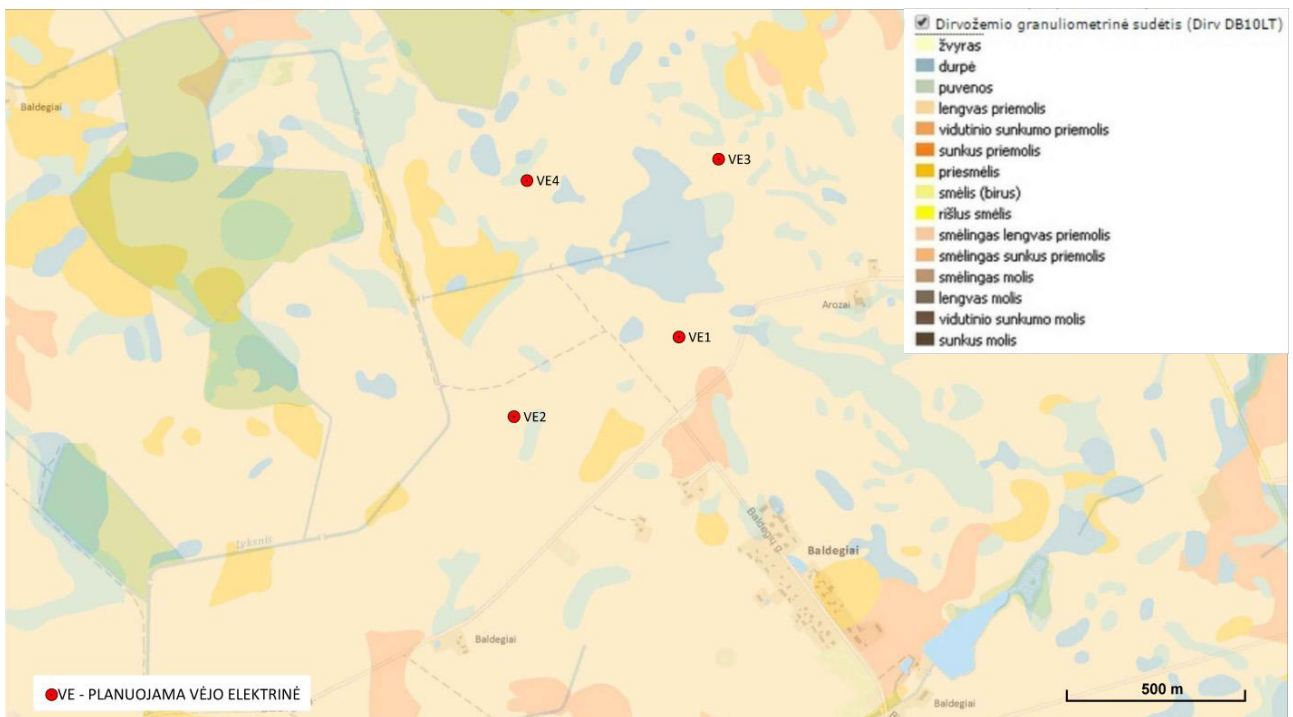 Dirvožemio granuliometrinė sudėtis (Dirv DB10LT)
žvyras
durpė
puvenos
lengvas priemolis
vidutinio sunkumo priemolis
sunkus priemolis
priesmėlis
smėlis (birus)
rišlus smėlis
smėlingas lengvas priemolis
smėlingas sunkus priemolis
smėlingas molis
lengvas molis
vidutinio sunkumo molis
sunkus molis
Baldegiai
VE3
VE4
Arozai
VE1
VE2
Baldegių g.
Lyksnis
Baldegiai
Baldegiai
Baldegiai
VE - PLANUOJAMA VĖJO ELEKTRINĖ
500 m